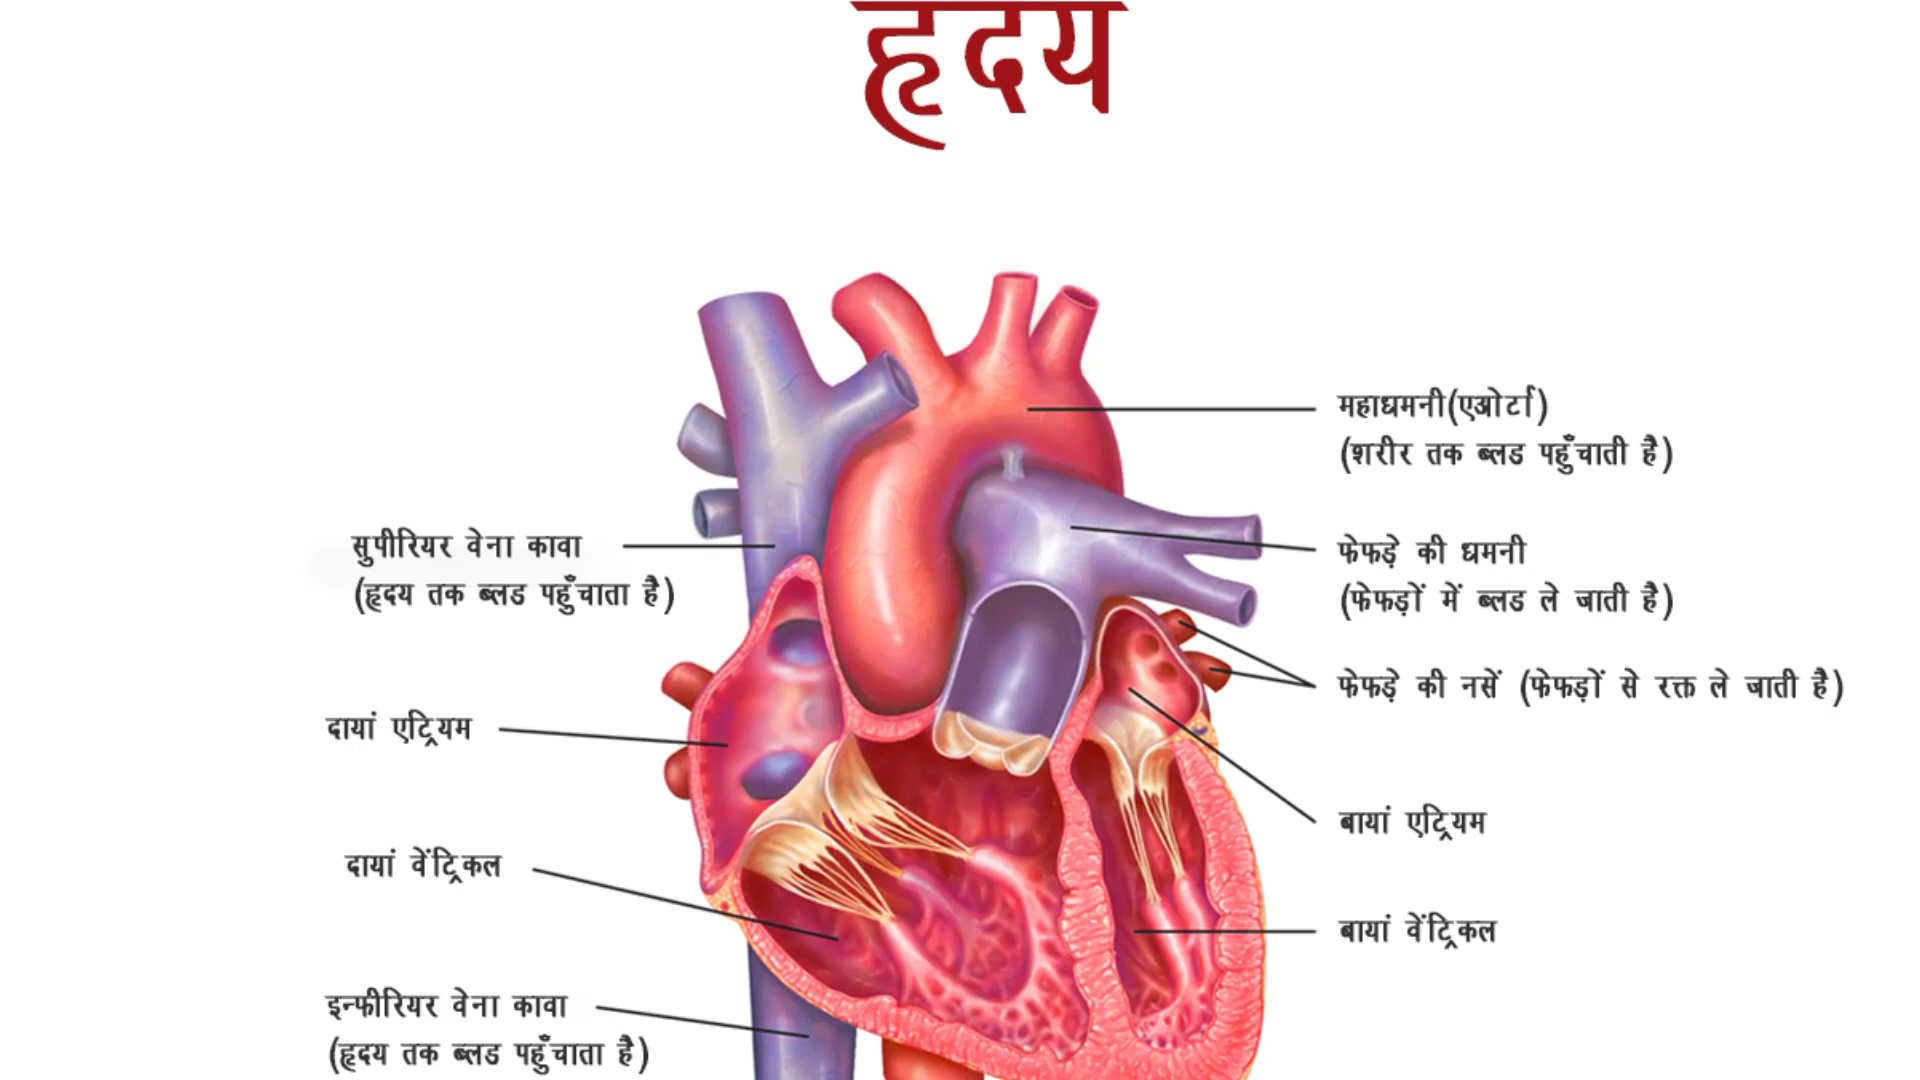 हृदय
महाधमनी(एओर्टा)
(शरीर तक ब्लड पहुँचाती है)
फेफड़े की धमनी
(फेफड़ों में ब्लड ले जाती है)
फेफड़े की नसें (फेफड़ों से रक्त ले जाती है)
बायां एट्रियम
बायां वेंट्रिकल
सुपीरियर वेना कावा
(हृदय तक ब्लड पहुँचाता है)
दायां एट्रियम
दायां वेंट्रिकल
इन्फीरियर वेना कावा
(हृदय तक ब्लड पहुँचाता है)